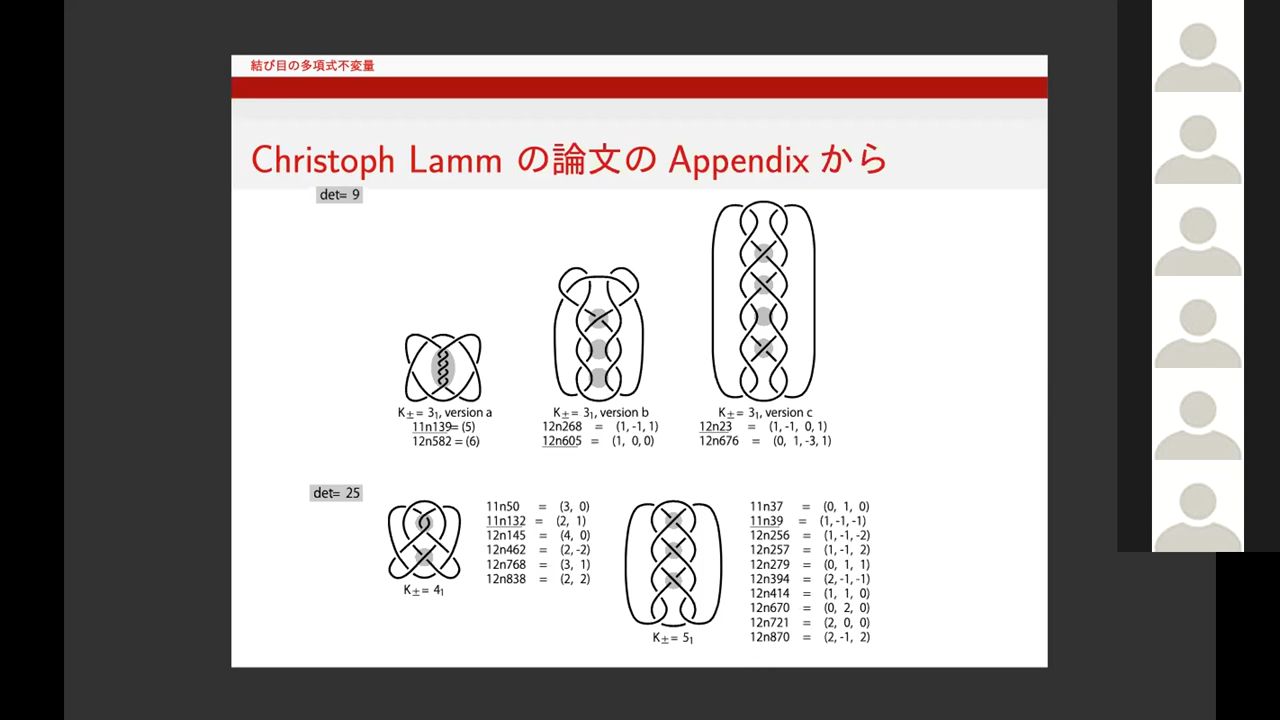 結び目の多項式不変量
Christoph Lamm の論文の Appendix から
det= 9
K±= 3₁, version a
11n139= (5)
12n582 = (6)
K±= 3₁, version b
12n268 = (1, -1, 1)
12n605 = (1, 0, 0)
K±= 3₁, version c
12n23 = (1, -1, 0, 1)
12n676 = (0, 1, -3, 1)
det= 25
K±= 4₁
11n50 = (3, 0)
11n132 = (2, 1)
12n145 = (4, 0)
12n462 = (2, -2)
12n768 = (3, 1)
12n838 = (2, 2)
K±= 5₁
11n37 = (0, 1, 0)
11n39 = (1, -1, -1)
12n256 = (1, -1, -2)
12n257 = (1, -1, 2)
12n279 = (0, 1, 1)
12n394 = (2, -1, -1)
12n414 = (1, 1, 0)
12n670 = (0, 2, 0)
12n721 = (2, 0, 0)
12n870 = (2, -1, 2)